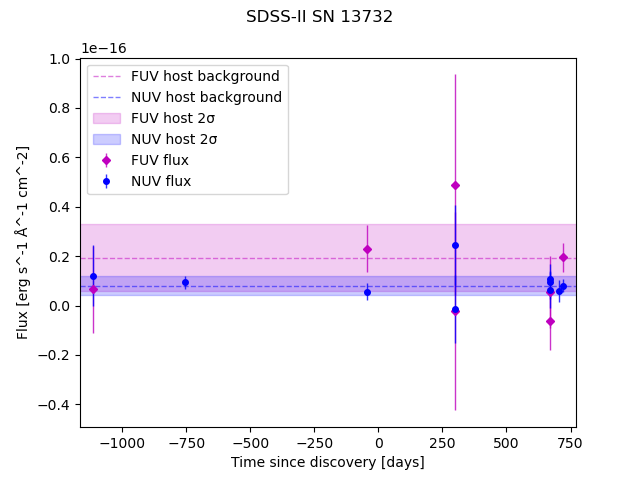 SDSS-II SN 13732
1e−16
FUV host background
NUV host background
FUV host 2σ
NUV host 2σ
FUV flux
NUV flux
1.0
0.8
0.6
0.4
0.2
0.0
−0.2
−0.4
Flux [erg s^-1 Å^-1 cm^-2]
−1000 −750 −500 −250 0 250 500 750
Time since discovery [days]